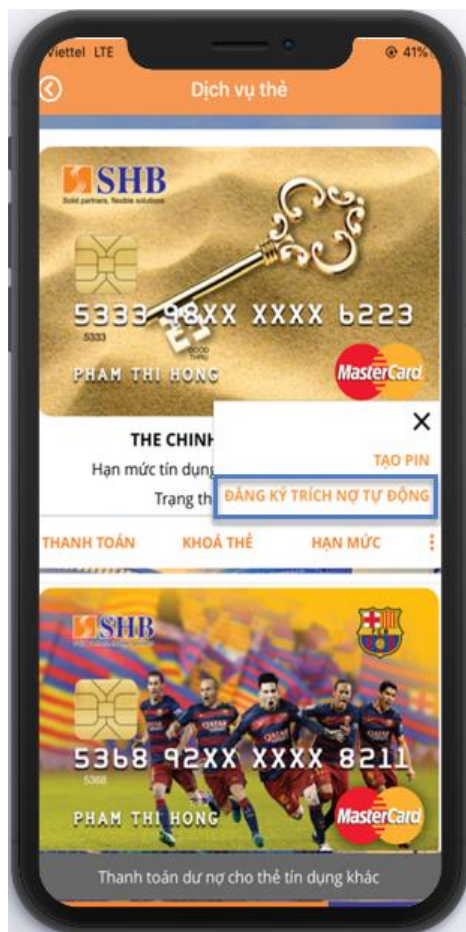 Viettel LTE
41%
Dịch vụ thẻ
SHB
Solid partners, flexible solutions
5333 98XX XXXX 6223
5333
GOOD
THRU
PHAM THI HONG
MasterCard
THE CHINH
Hạn mức tín dụng
Trạng th
TẠO PIN
ĐĂNG KÝ TRÍCH NỢ TỰ ĐỘNG
THANH TOÁN KHOÁ THẺ HẠN MỨC
SHB
5368 92XX XXXX 8211
5368
PHAM THI HONG
MasterCard
Thanh toán dư nợ cho thẻ tín dụng khác